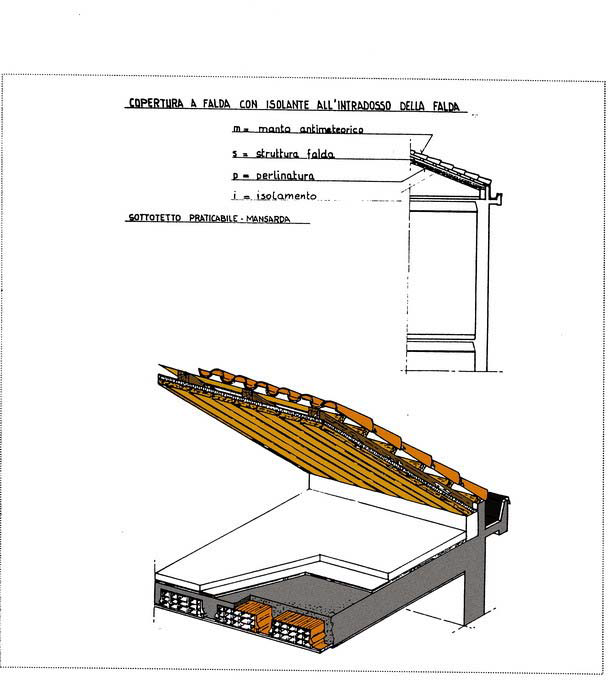 COPERTURA A FALDA CON ISOLANTE ALL'INTRADOSSO DELLA FALDA
m = manto antimeteorico
s = struttura falda
p = perlinatura
i = isolamento
SOTTOTETTO PRATICABILE - MANSARDA